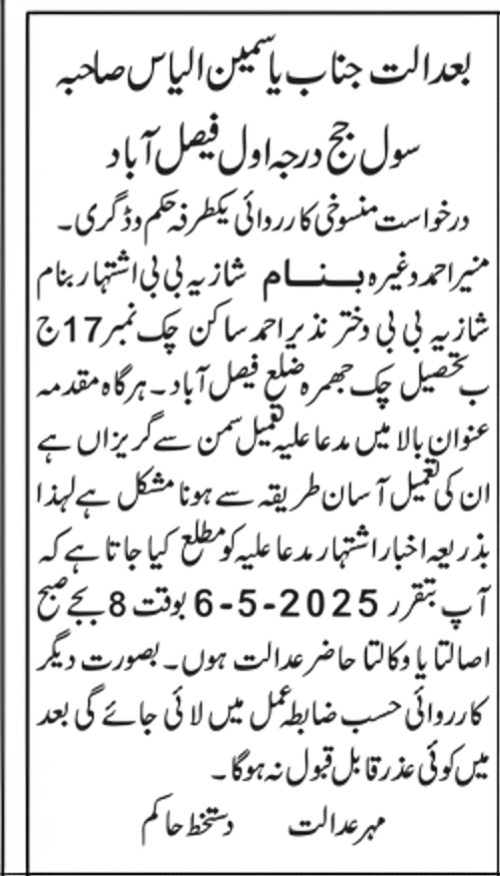 بعدالت جناب یاسمین الیاس صاحبہ
سول جج درجہ اول فیصل آباد
درخواست منسوخی کارروائی یکطرفہ حکم و ڈگری۔
منیر احمد وغیرہ بنام شازیہ بی بی اشتہار بنام
شازیہ بی بی دختر نذیر احمد ساکن چک نمبر 17 ج
ب تحصیل چک جھمرہ ضلع فیصل آباد۔ ہرگاہ مقدمہ
عنوان بالا میں مدعا علیہ تعمیل سمن سے گریزاں ہے
ان کی تعمیل آسان طریقہ سے ہونا مشکل ہے لہذا
بذریعہ اخبار اشتہار مدعا علیہ کو مطلع کیا جاتا ہے کہ
آپ بتقرر 2025-5-6 بوقت 8 بجے صبح
اصالتا یا وکالتا حاضر عدالت ہوں۔ بصورت دیگر
کارروائی حسب ضابطہ عمل میں لائی جائے گی بعد
میں کوئی عذر قابل قبول نہ ہوگا۔
مہر عدالت دستخط حاکم